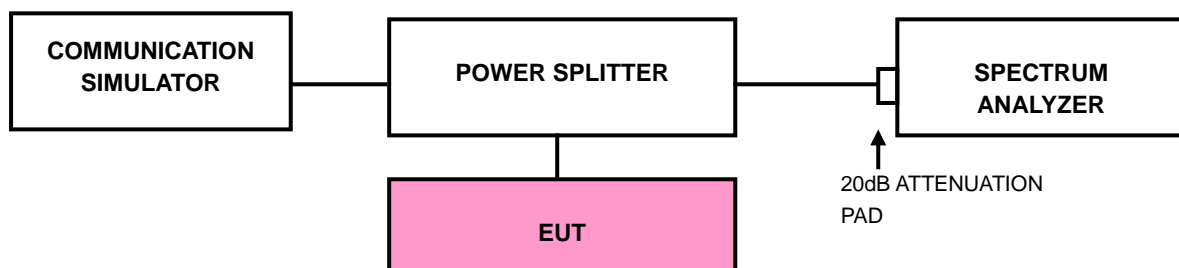 COMMUNICATION
SIMULATOR
POWER SPLITTER
SPECTRUM
ANALYZER
20dB ATTENUATION
PAD
EUT